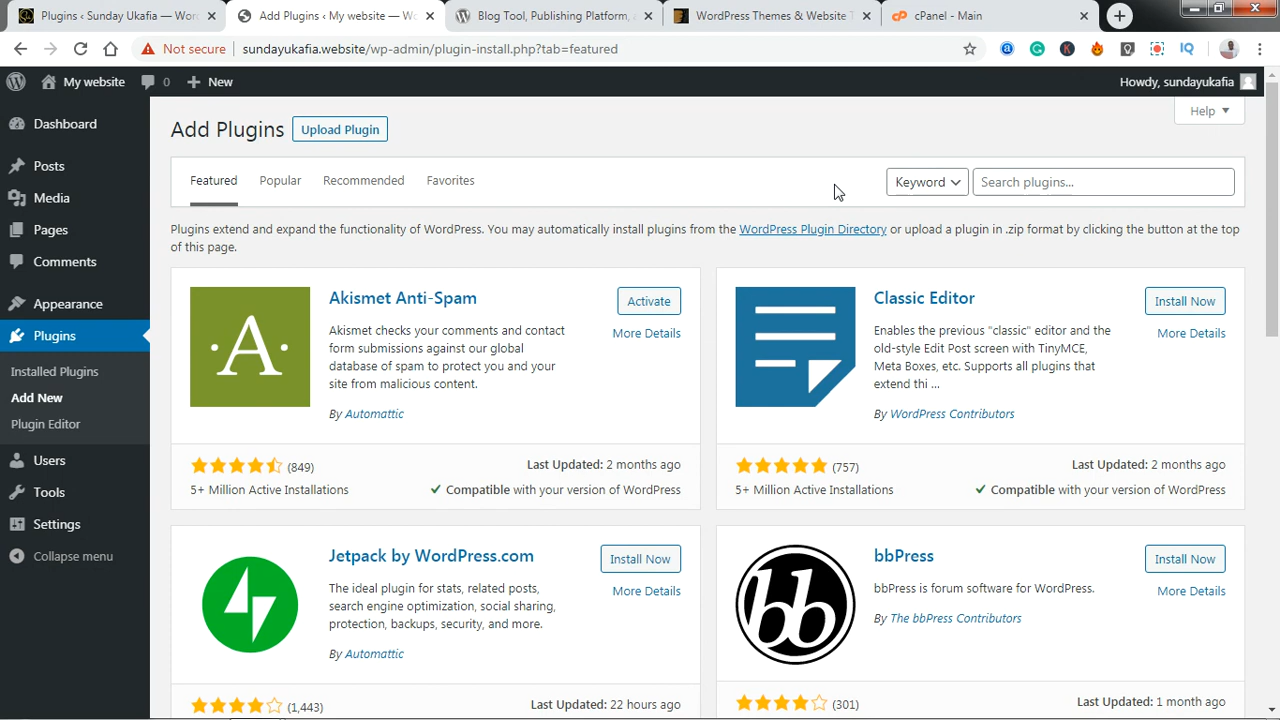 Plugins ‹ Sunday Ukafia — Wor
Add Plugins ‹ My website — Wo
Blog Tool, Publishing Platform,
WordPress Themes & Website T
cPanel - Main
Not secure
sundayukafia.website/wp-admin/plugin-install.php?tab=featured
My website
0
New
Howdy, sundayukafia
Dashboard
Posts
Media
Pages
Comments
Appearance
Plugins
Installed Plugins
Add New
Plugin Editor
Users
Tools
Settings
Collapse menu
Help
Add Plugins
Upload Plugin
Featured
Popular
Recommended
Favorites
Keyword
Search plugins...
Plugins extend and expand the functionality of WordPress. You may automatically install plugins from the WordPress Plugin Directory or upload a plugin in .zip format by clicking the button at the top
of this page.
A
Akismet Anti-Spam
Activate
More Details
Akismet checks your comments and contact
form submissions against our global
database of spam to protect you and your
site from malicious content.
By Automattic
(849)
5+ Million Active Installations
Last Updated: 2 months ago
Compatible with your version of WordPress
Classic Editor
Install Now
More Details
Enables the previous "classic" editor and the
old-style Edit Post screen with TinyMCE,
Meta Boxes, etc. Supports all plugins that
extend thi ...
By WordPress Contributors
(757)
5+ Million Active Installations
Last Updated: 2 months ago
Compatible with your version of WordPress
Jetpack by WordPress.com
Install Now
More Details
The ideal plugin for stats, related posts,
search engine optimization, social sharing,
protection, backups, security, and more.
By Automattic
(1,443)
Last Updated: 22 hours ago
bb
bbPress
Install Now
More Details
bbPress is forum software for WordPress.
By The bbPress Contributors
(301)
Last Updated: 1 month ago